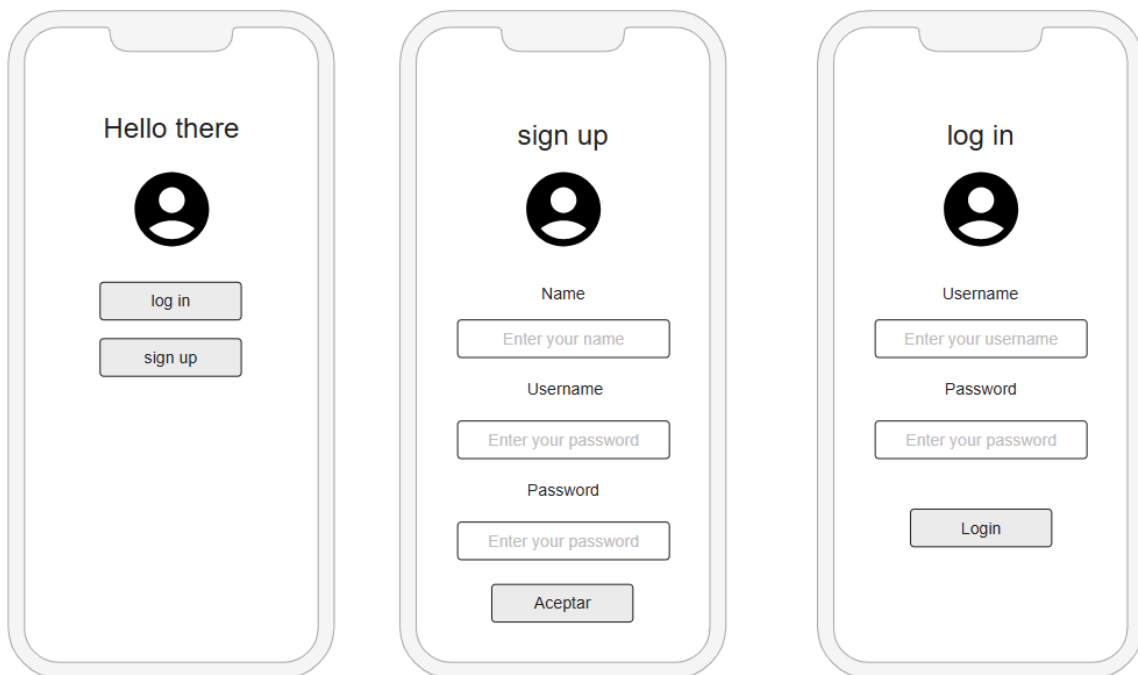 Hello there
log in
sign up
sign up
Name
Enter your name
Username
Enter your password
Password
Enter your password
Aceptar
log in
Username
Enter your username
Password
Enter your password
Login